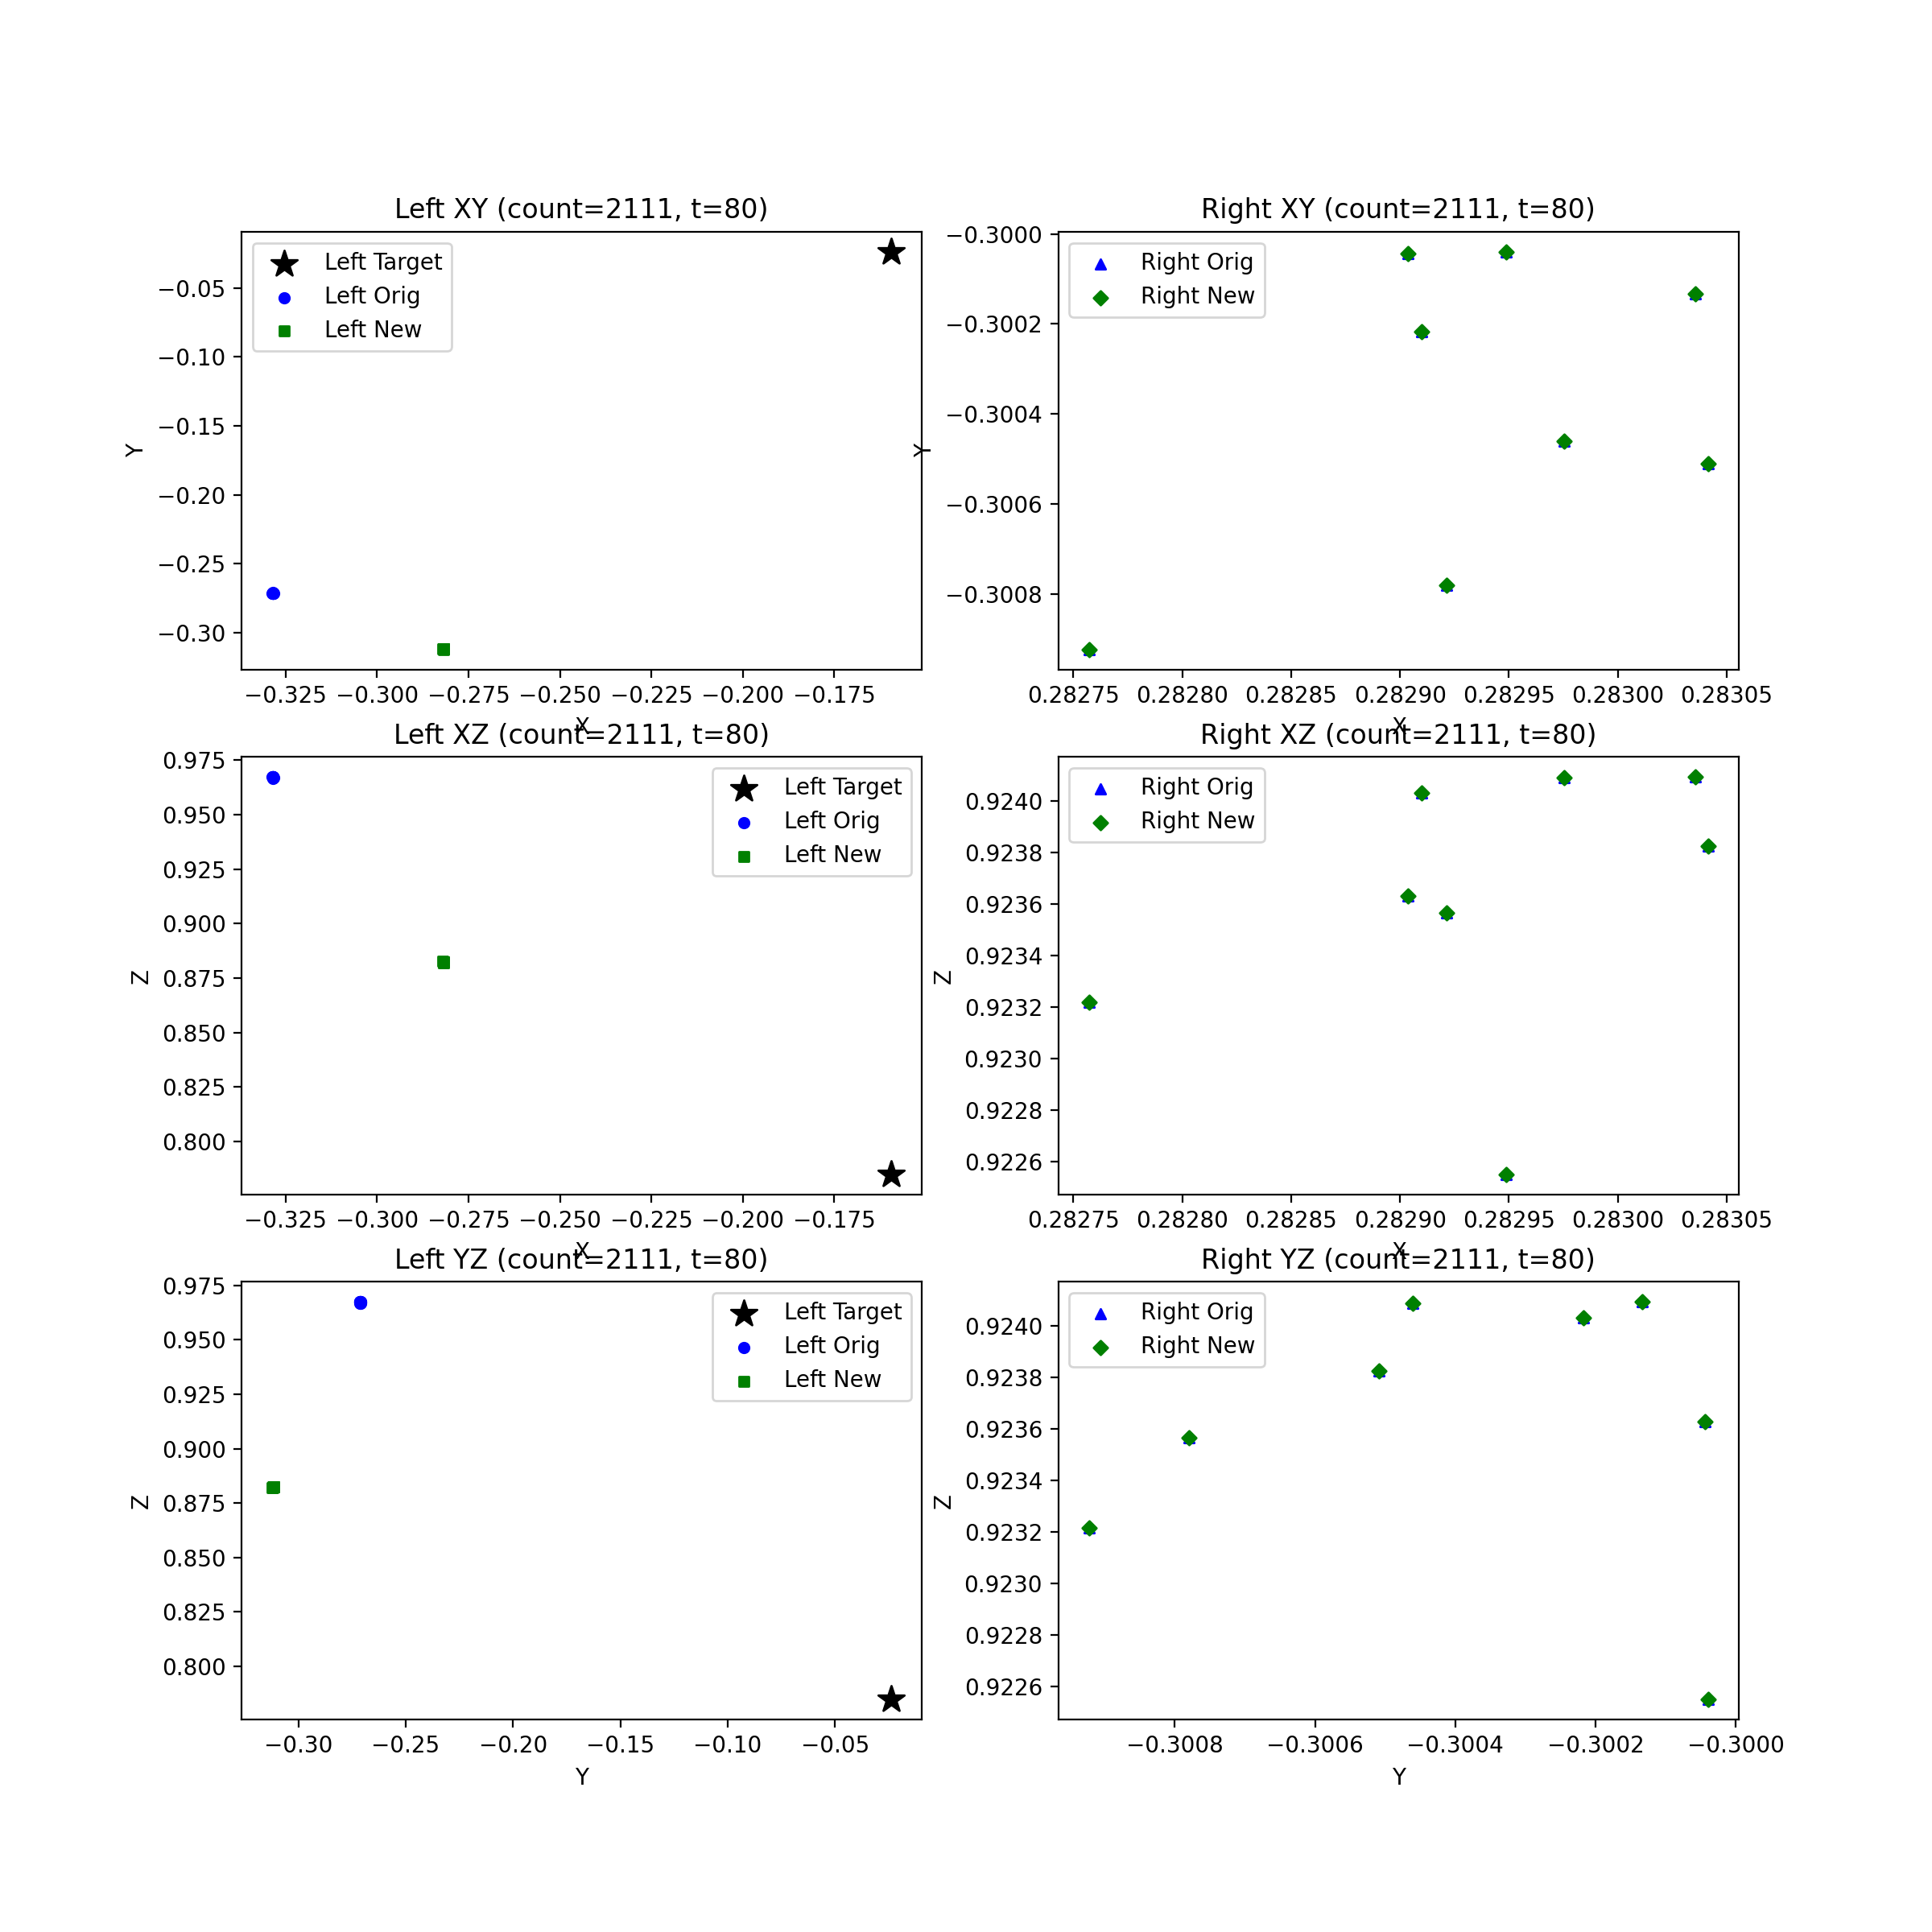 Left XY (count=2111, t=80)
Left Target
Left Orig
Left New
Y
−0.05
−0.10
−0.15
−0.20
−0.25
−0.30
−0.325 −0.300 −0.275 −0.250 −0.225 −0.200 −0.175
X
Right XY (count=2111, t=80)
Right Orig
Right New
Y
−0.3000
−0.3002
−0.3004
−0.3006
−0.3008
0.28275 0.28280 0.28285 0.28290 0.28295 0.28300 0.28305
X
Left XZ (count=2111, t=80)
Left Target
Left Orig
Left New
Z
0.975
0.950
0.925
0.900
0.875
0.850
0.825
0.800
−0.325 −0.300 −0.275 −0.250 −0.225 −0.200 −0.175
X
Right XZ (count=2111, t=80)
Right Orig
Right New
Z
0.9240
0.9238
0.9236
0.9234
0.9232
0.9230
0.9228
0.9226
0.28275 0.28280 0.28285 0.28290 0.28295 0.28300 0.28305
X
Left YZ (count=2111, t=80)
Left Target
Left Orig
Left New
Z
0.975
0.950
0.925
0.900
0.875
0.850
0.825
0.800
−0.30 −0.25 −0.20 −0.15 −0.10 −0.05
Y
Right YZ (count=2111, t=80)
Right Orig
Right New
Z
0.9240
0.9238
0.9236
0.9234
0.9232
0.9230
0.9228
0.9226
−0.3008 −0.3006 −0.3004 −0.3002 −0.3000
Y